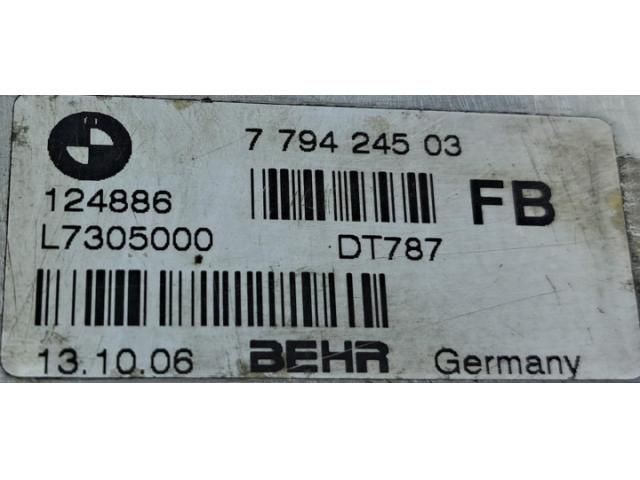 7 794 245 03
124886
FB
L7305000
DT787
13.10.06 BEHR Germany